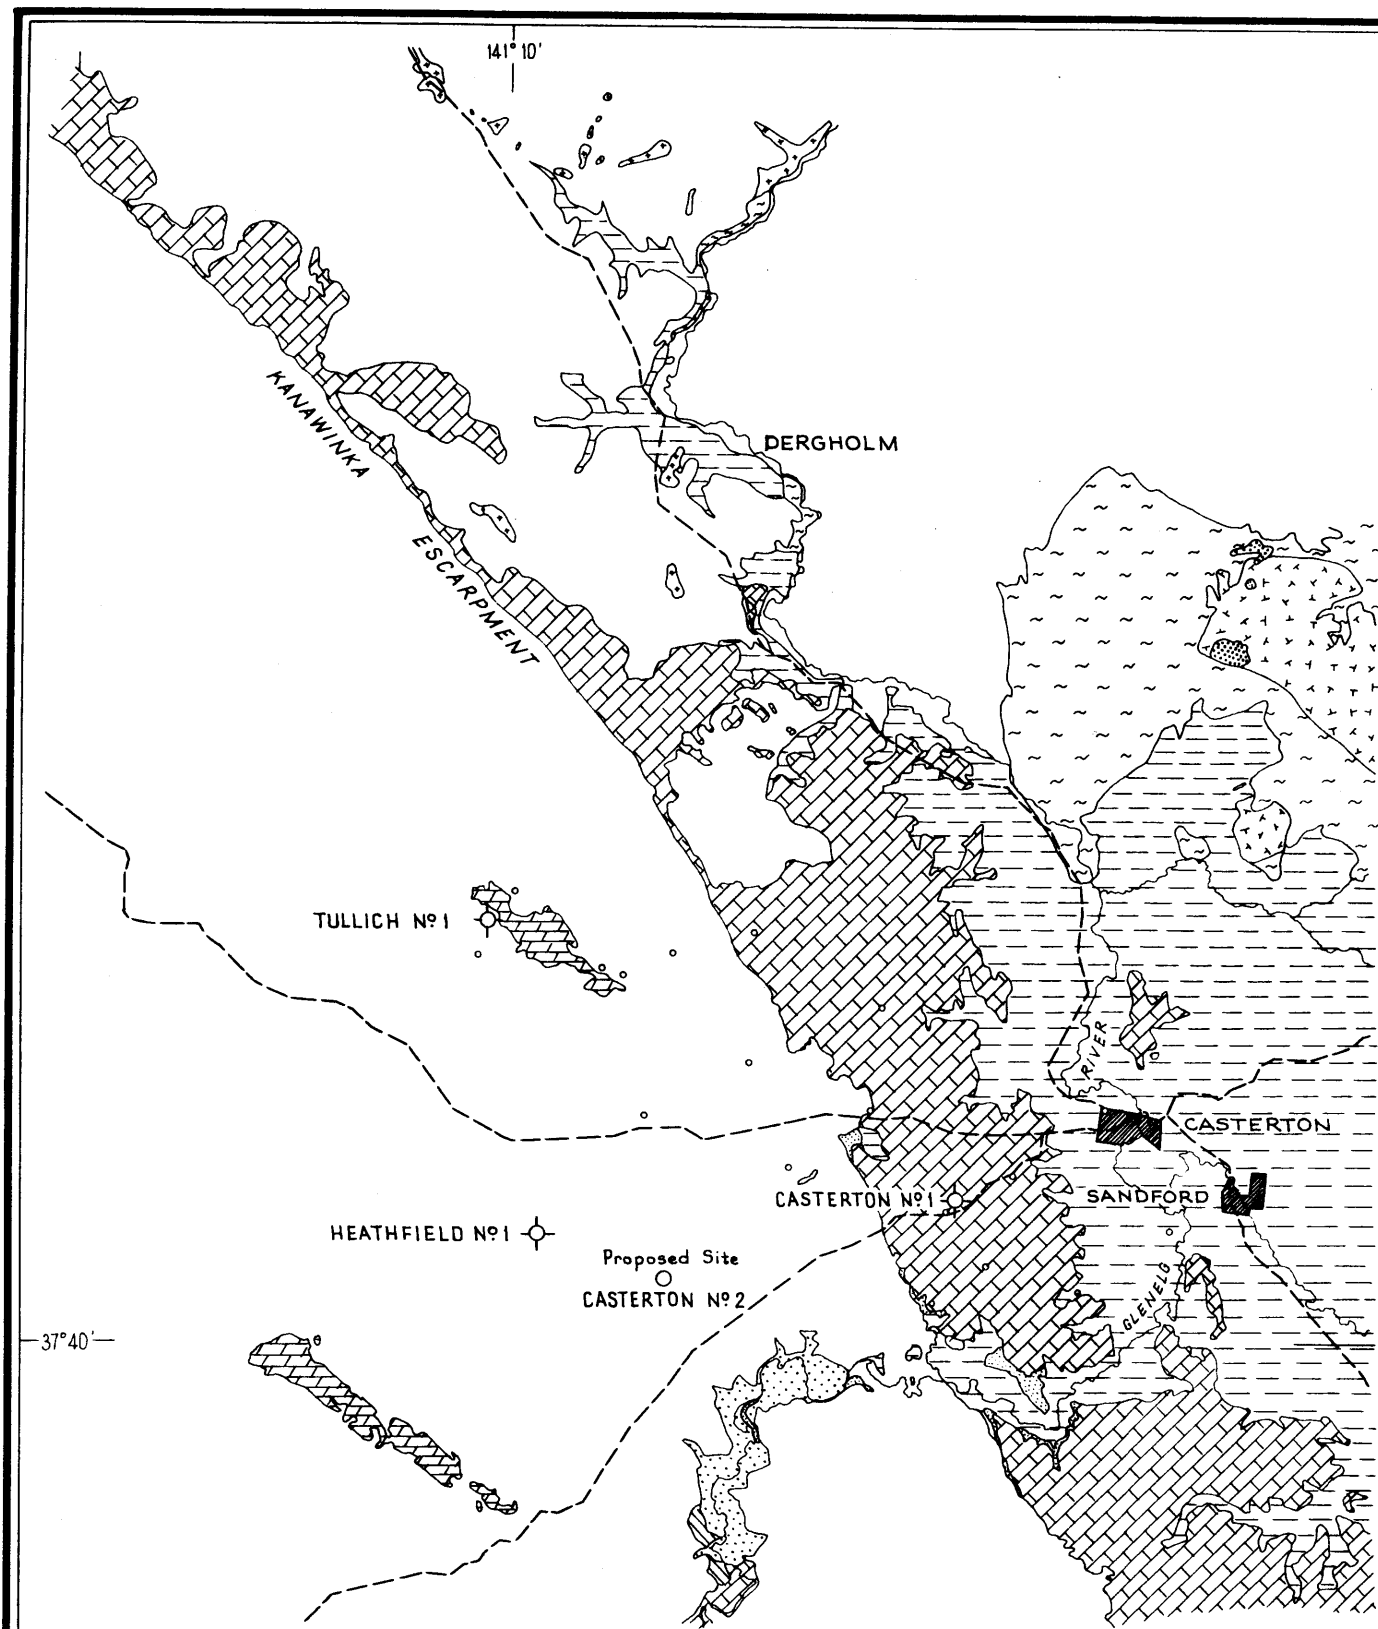 141° 10'
KANAWINKA
ESCARPMENT
DERGHOLM
TULLICH Nº 1
RIVER
CASTERTON
CASTERTON Nº 1
SANDFORD
HEATHFIELD Nº 1
Proposed Site
CASTERTON Nº 2
GLENELG
37°40'